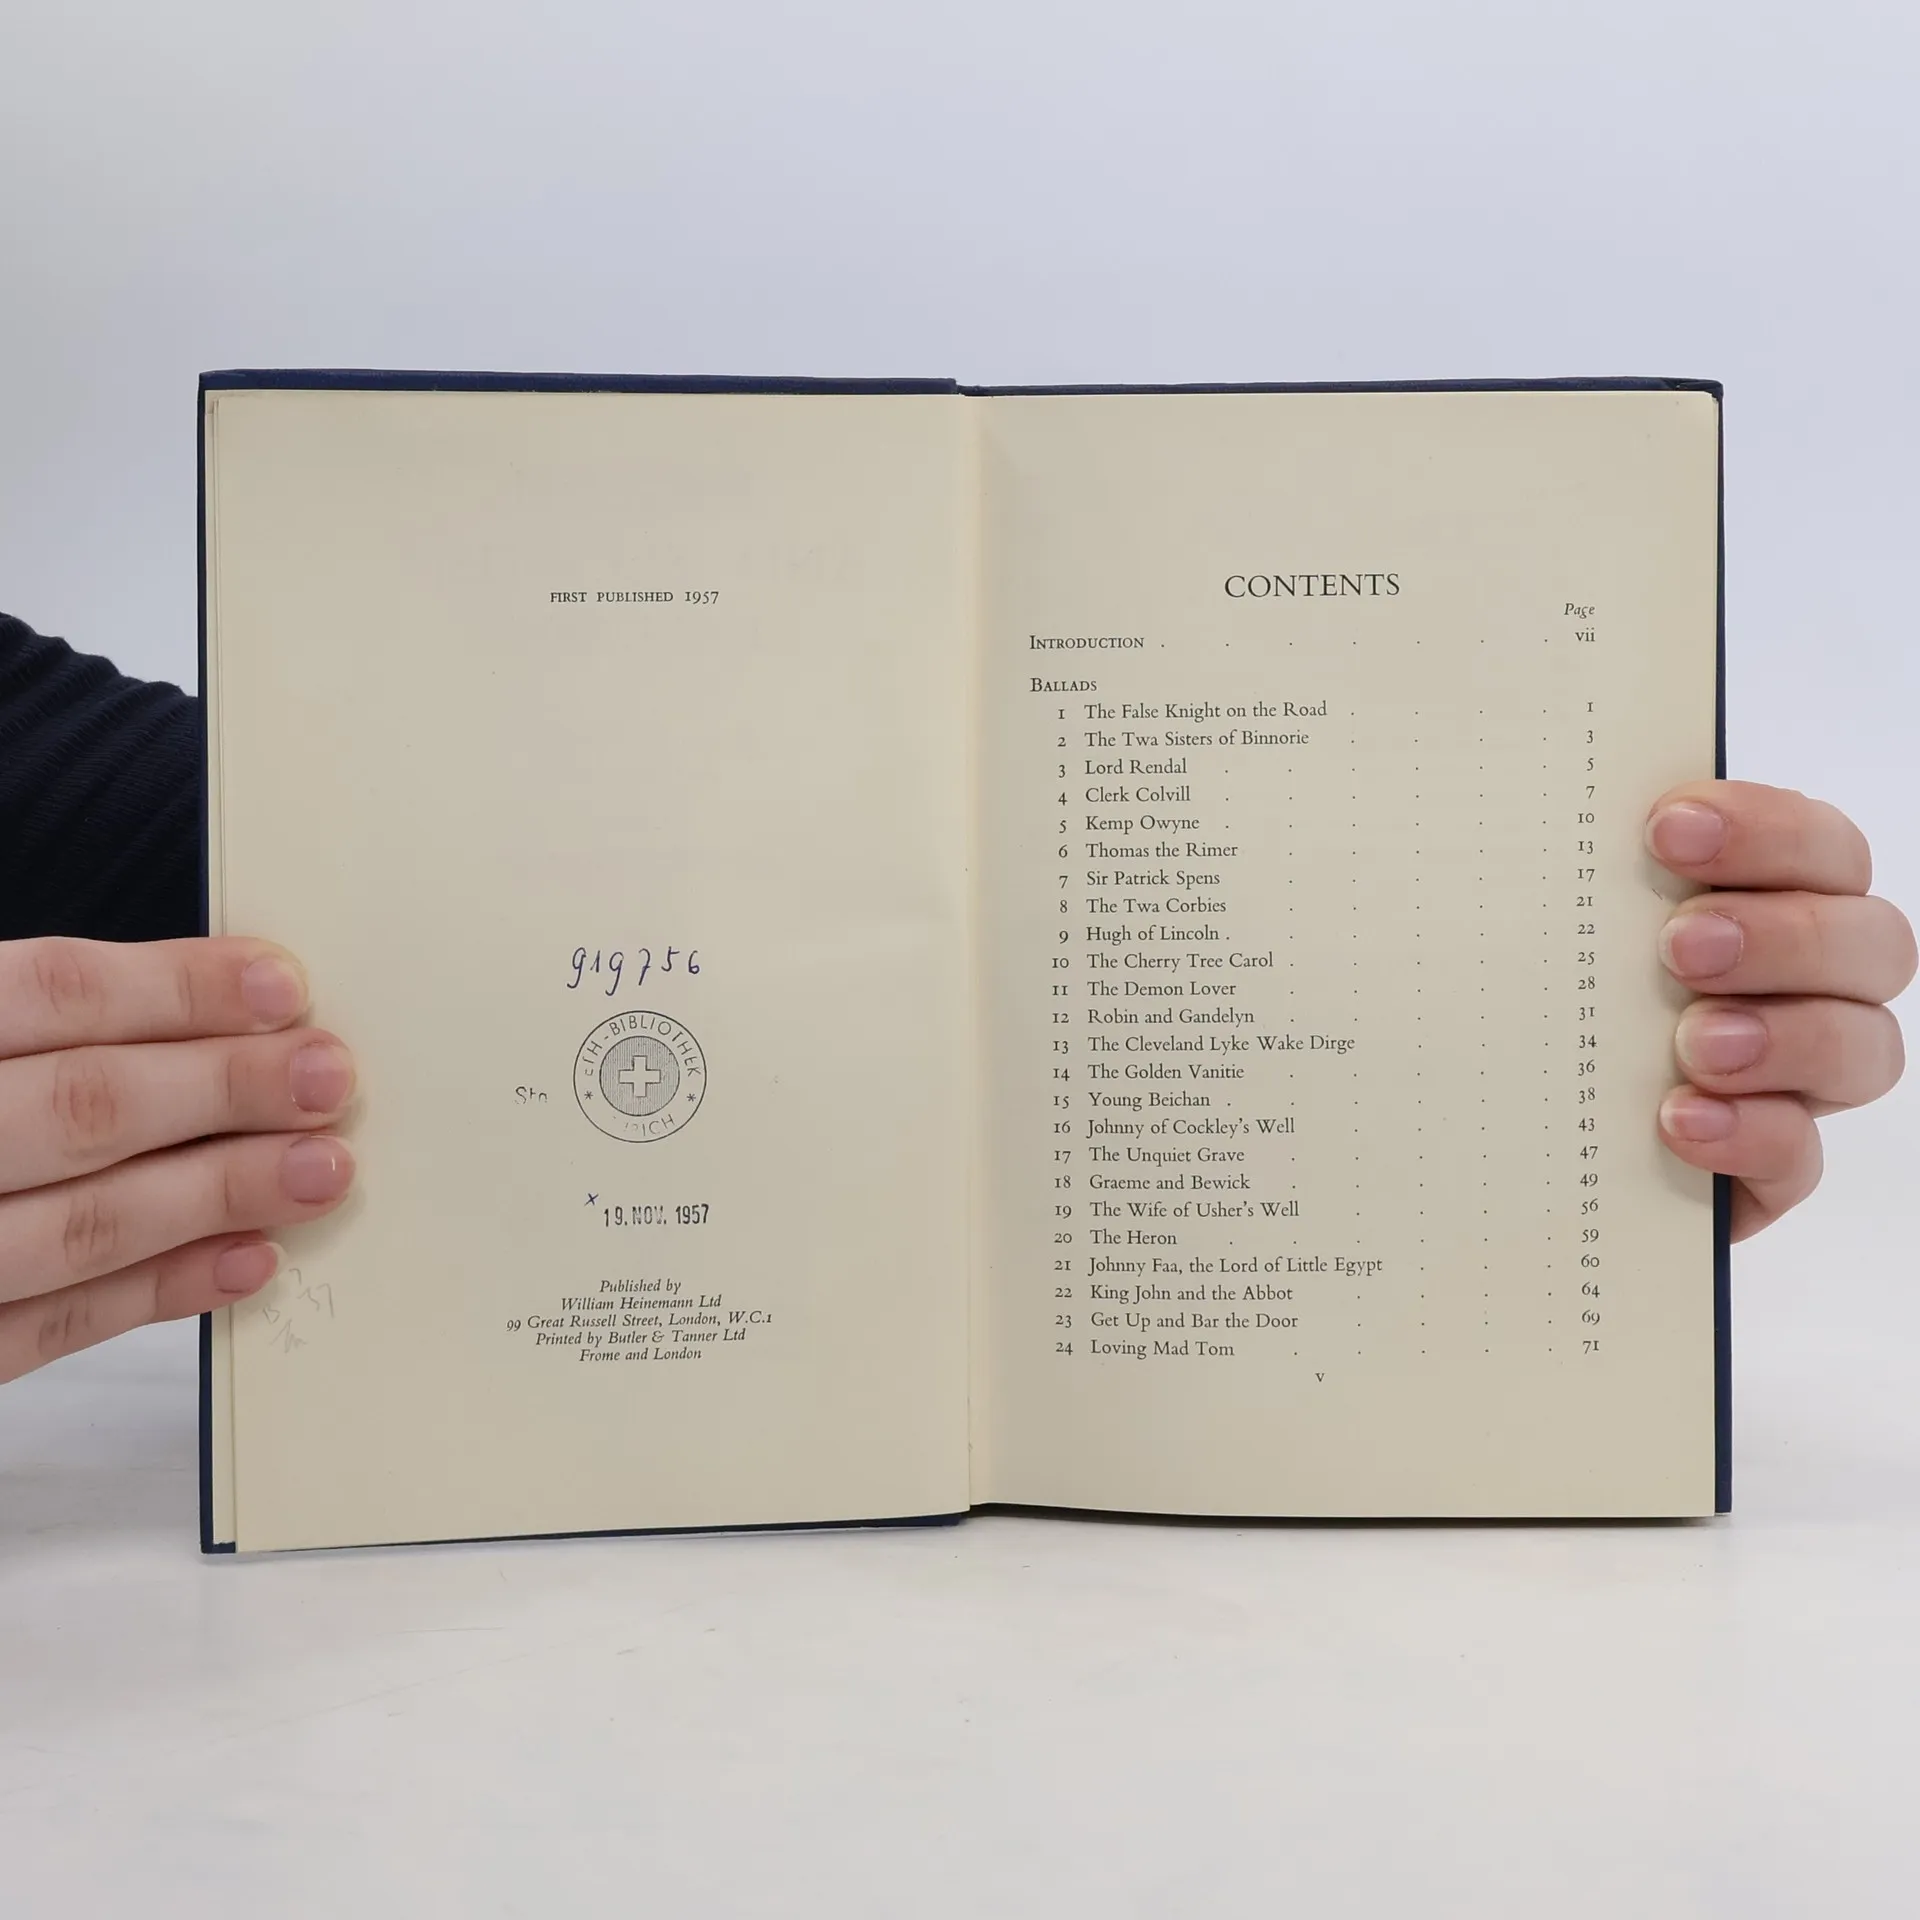 FIRST PUBLISHED 1957
919756
ETH-BIBLIOTHEK
* *
19. NOV. 1957
Published by
William Heinemann Ltd
99 Great Russell Street, London, W.C.1
Printed by Butler & Tanner Ltd
Frome and London
CONTENTS
Page
INTRODUCTION . . . . . . . vii
BALLADS
1 The False Knight on the Road . . . . 1
2 The Twa Sisters of Binnorie . . . . 3
3 Lord Rendal . . . . . . 5
4 Clerk Colvill . . . . . . 7
5 Kemp Owyne . . . . . . 10
6 Thomas the Rimer . . . . . 13
7 Sir Patrick Spens . . . . . 17
8 The Twa Corbies . . . . . 21
9 Hugh of Lincoln . . . . . . 22
10 The Cherry Tree Carol . . . . . 25
11 The Demon Lover . . . . . 28
12 Robin and Gandelyn . . . . . 31
13 The Cleveland Lyke Wake Dirge . . . 34
14 The Golden Vanitie . . . . . 36
15 Young Beichan . . . . . . 38
16 Johnny of Cockley's Well . . . . 43
17 The Unquiet Grave . . . . . 47
18 Graeme and Bewick . . . . . 49
19 The Wife of Usher's Well . . . . 56
20 The Heron . . . . . . 59
21 Johnny Faa, the Lord of Little Egypt . . . 60
22 King John and the Abbot . . . . 64
23 Get Up and Bar the Door . . . . 69
24 Loving Mad Tom . . . . . 71
v